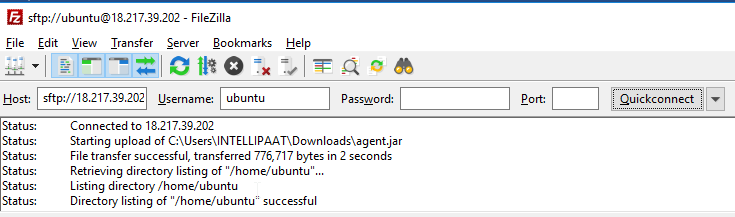 sftp://ubuntu@18.217.39.202 - FileZilla
File Edit View Transfer Server Bookmarks Help
Host: sftp://18.217.39.202 Username: ubuntu Password: Port: Quickconnect
Status: Connected to 18.217.39.202
Status: Starting upload of C:\Users\INTELLIPAAT\Downloads\agent.jar
Status: File transfer successful, transferred 776,717 bytes in 2 seconds
Status: Retrieving directory listing of "/home/ubuntu"...
Status: Listing directory /home/ubuntu
Status: Directory listing of "/home/ubuntu" successful